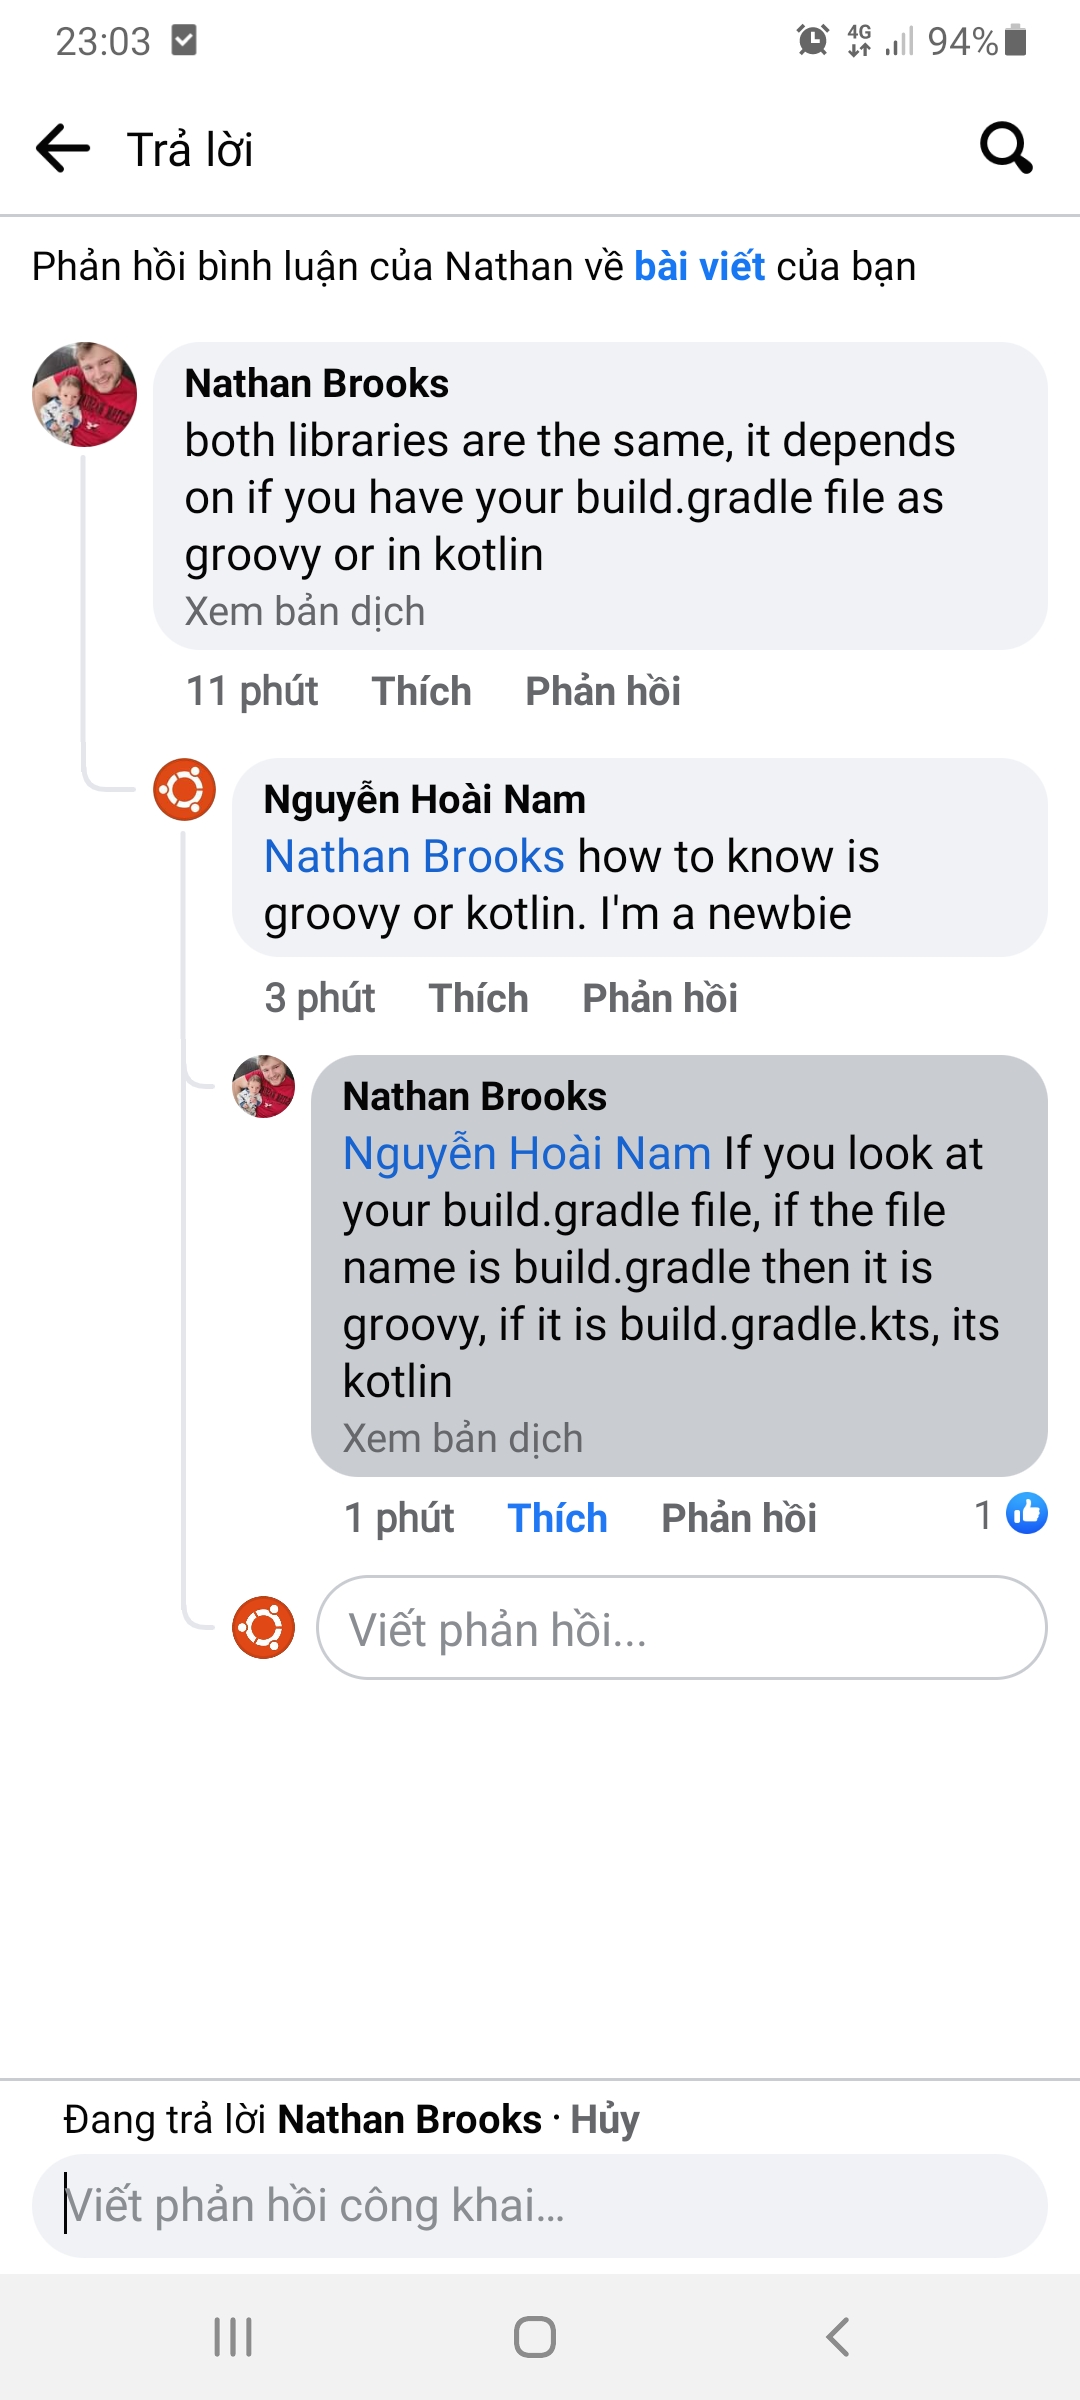 23:03
4G
94%
Trả lời
Phản hồi bình luận của Nathan về bài viết của bạn
Nathan Brooks
both libraries are the same, it depends
on if you have your build.gradle file as
groovy or in kotlin
Xem bản dịch
11 phút Thích Phản hồi
Nguyễn Hoài Nam
Nathan Brooks how to know is
groovy or kotlin. I'm a newbie
3 phút Thích Phản hồi
Nathan Brooks
Nguyễn Hoài Nam If you look at
your build.gradle file, if the file
name is build.gradle then it is
groovy, if it is build.gradle.kts, its
kotlin
Xem bản dịch
1 phút Thích Phản hồi 1
Viết phản hồi...
Đang trả lời Nathan Brooks · Hủy
Viết phản hồi công khai...